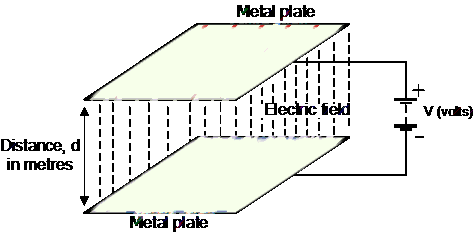 Metal plate
Electric field
+
V (volts)
Distance, d
in metres
–
Metal plate